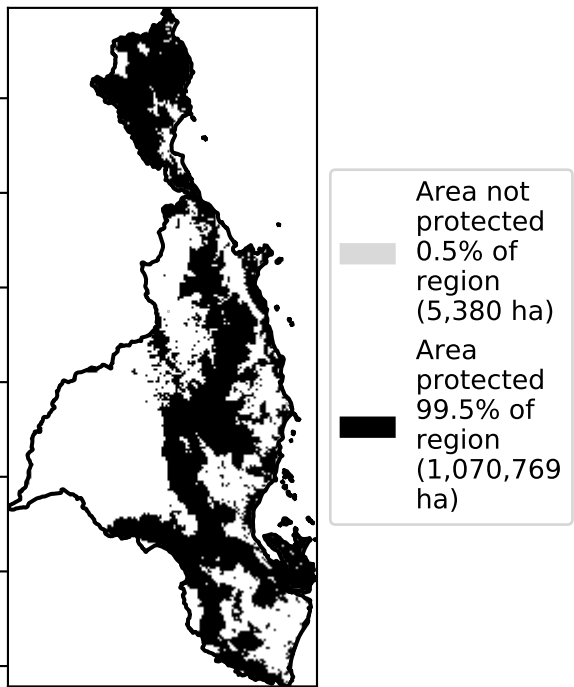 Area not
protected
0.5% of
region
(5,380 ha)
Area
protected
99.5% of
region
(1,070,769
ha)